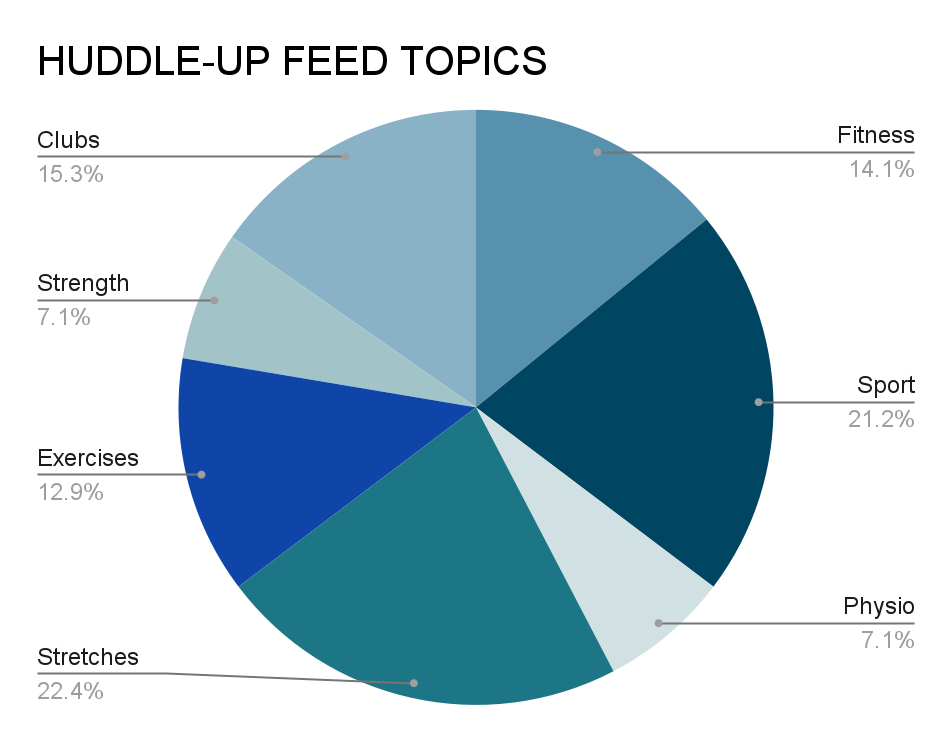 HUDDLE-UP FEED TOPICS
Clubs
15.3%
Fitness
14.1%
Strength
7.1%
Sport
21.2%
Exercises
12.9%
Physio
7.1%
Stretches
22.4%